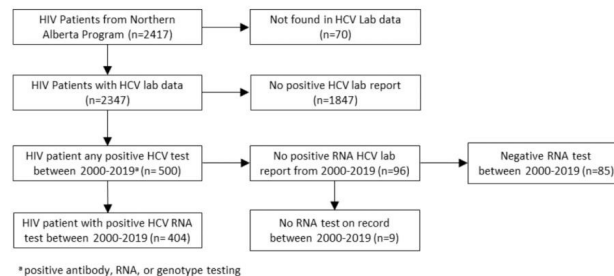 HIV Patients from Northern
Alberta Program (n=2417)
Not found in HCV Lab data
(n=70)
HIV Patients with HCV lab data
(n=2347)
No positive HCV lab report
(n=1847)
HIV patient any positive HCV test
between 2000-2019ª (n=500)
No positive RNA HCV lab
report from 2000-2019 (n=96)
Negative RNA test
between 2000-2019 (n=85)
HIV patient with positive HCV RNA
test between 2000-2019 (n=404)
No RNA test on record
between 2000-2019 (n=9)
ª positive antibody, RNA, or genotype testing